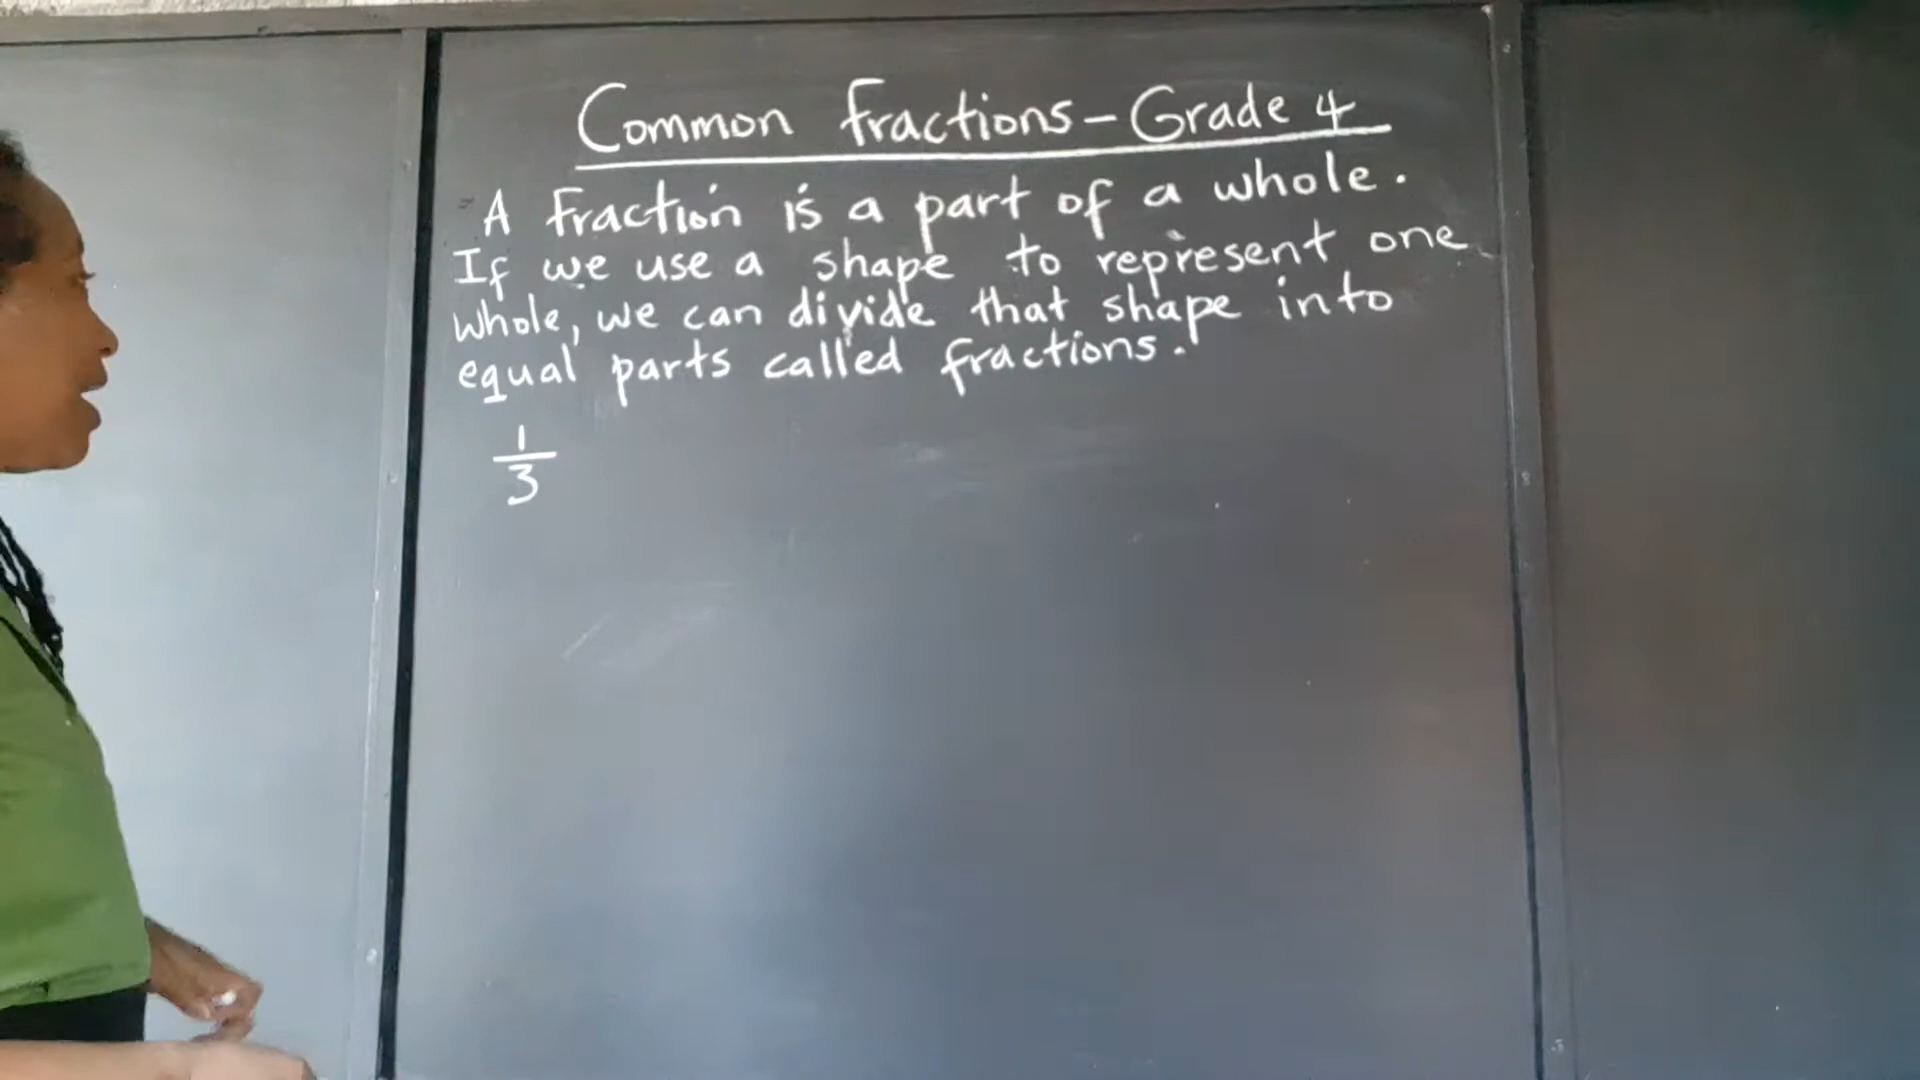 Common fractions - Grade 4
A fraction is a part of a whole.
If we use a shape to represent one
whole, we can divide that shape into
equal parts called fractions.
1
3